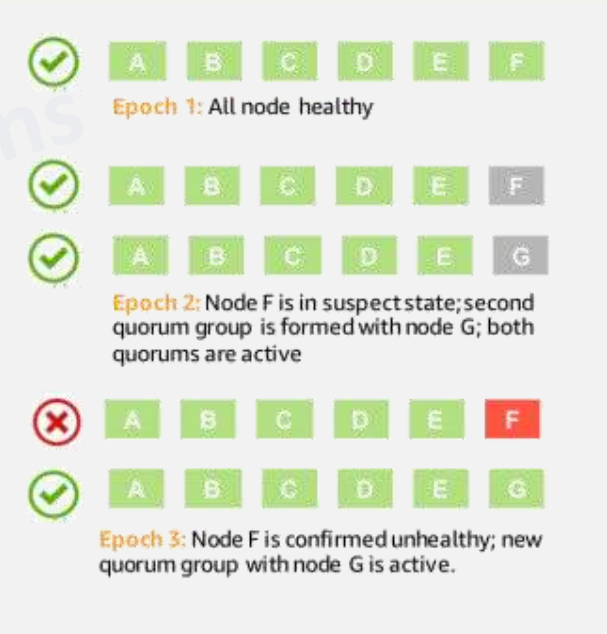 A B C D E F
Epoch 1: All node healthy
A B C D E F
A B C D E G
Epoch 2: Node F is in suspect state; second
quorum group is formed with node G; both
quorums are active
A B C D E F
A B C D E G
Epoch 3: Node F is confirmed unhealthy; new
quorum group with node G is active.